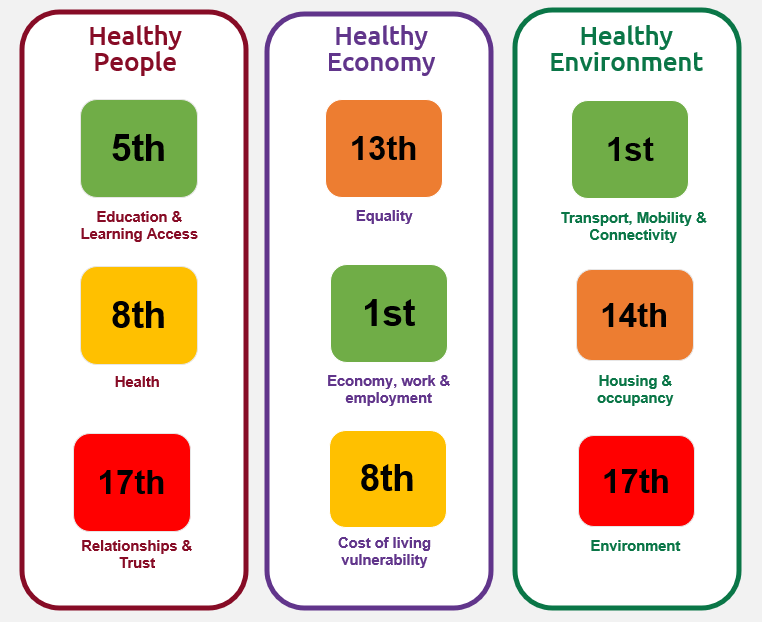 Healthy
People
5th
Education &
Learning Access
8th
Health
17th
Relationships &
Trust
Healthy
Economy
13th
Equality
1st
Economy, work &
employment
8th
Cost of living
vulnerability
Healthy
Environment
1st
Transport, Mobility &
Connectivity
14th
Housing &
occupancy
17th
Environment